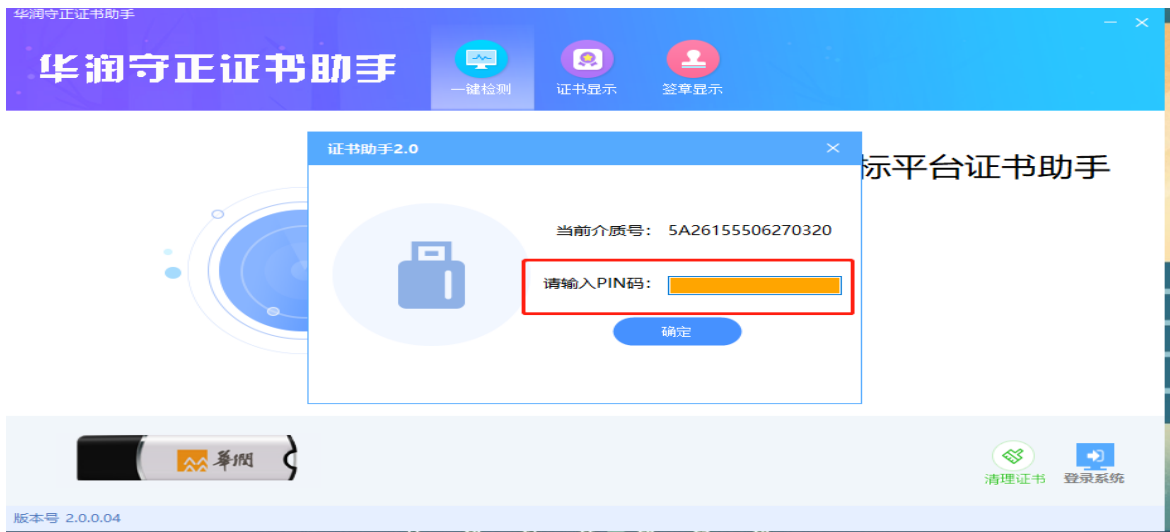 华润守正证书助手
华润守正证书助手
一键检测
证书显示
签章显示
证书助手2.0
标平台证书助手
当前介质号： 5A26155506270320
请输入PIN码：
确定
華潤
清理证书
登录系统
版本号 2.0.0.04